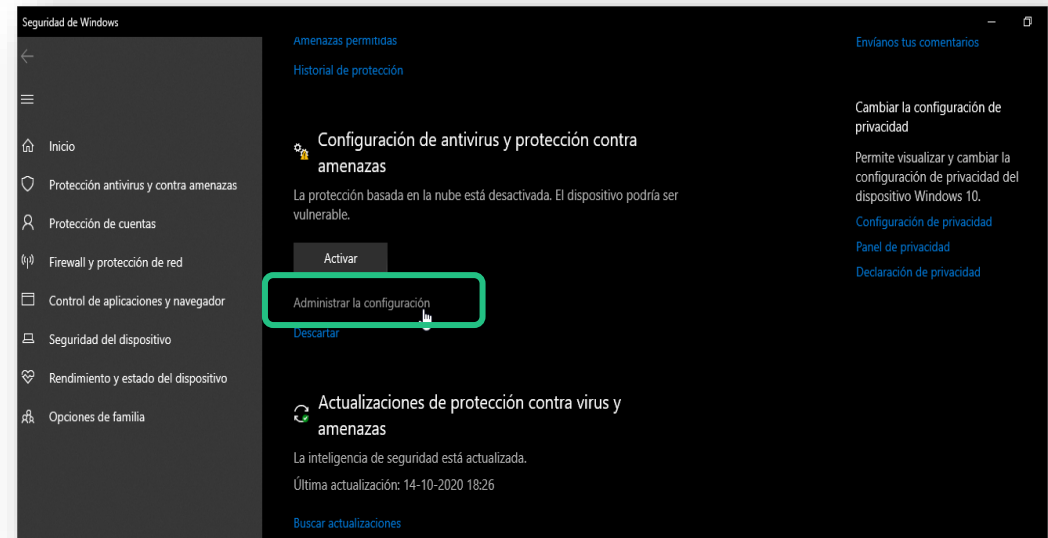 Seguridad de Windows
Inicio
Protección antivirus y contra amenazas
Protección de cuentas
Firewall y protección de red
Control de aplicaciones y navegador
Seguridad del dispositivo
Rendimiento y estado del dispositivo
Opciones de familia
Amenazas permitidas
Historial de protección
Configuración de antivirus y protección contra
amenazas
La protección basada en la nube está desactivada. El dispositivo podría ser
vulnerable.
Activar
Administrar la configuración
Descartar
Actualizaciones de protección contra virus y
amenazas
La inteligencia de seguridad está actualizada.
Última actualización: 14-10-2020 18:26
Buscar actualizaciones
Envíanos tus comentarios
Cambiar la configuración de
privacidad
Permite visualizar y cambiar la
configuración de privacidad del
dispositivo Windows 10.
Configuración de privacidad
Panel de privacidad
Declaración de privacidad